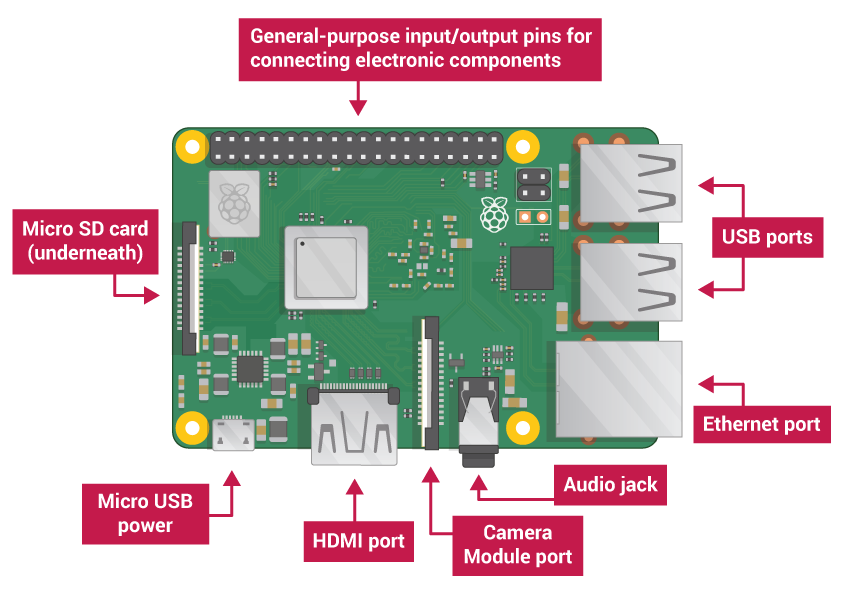 General-purpose input/output pins for
connecting electronic components
Micro SD card
(underneath)
USB ports
Ethernet port
Audio jack
Micro USB
power
HDMI port
Camera
Module port